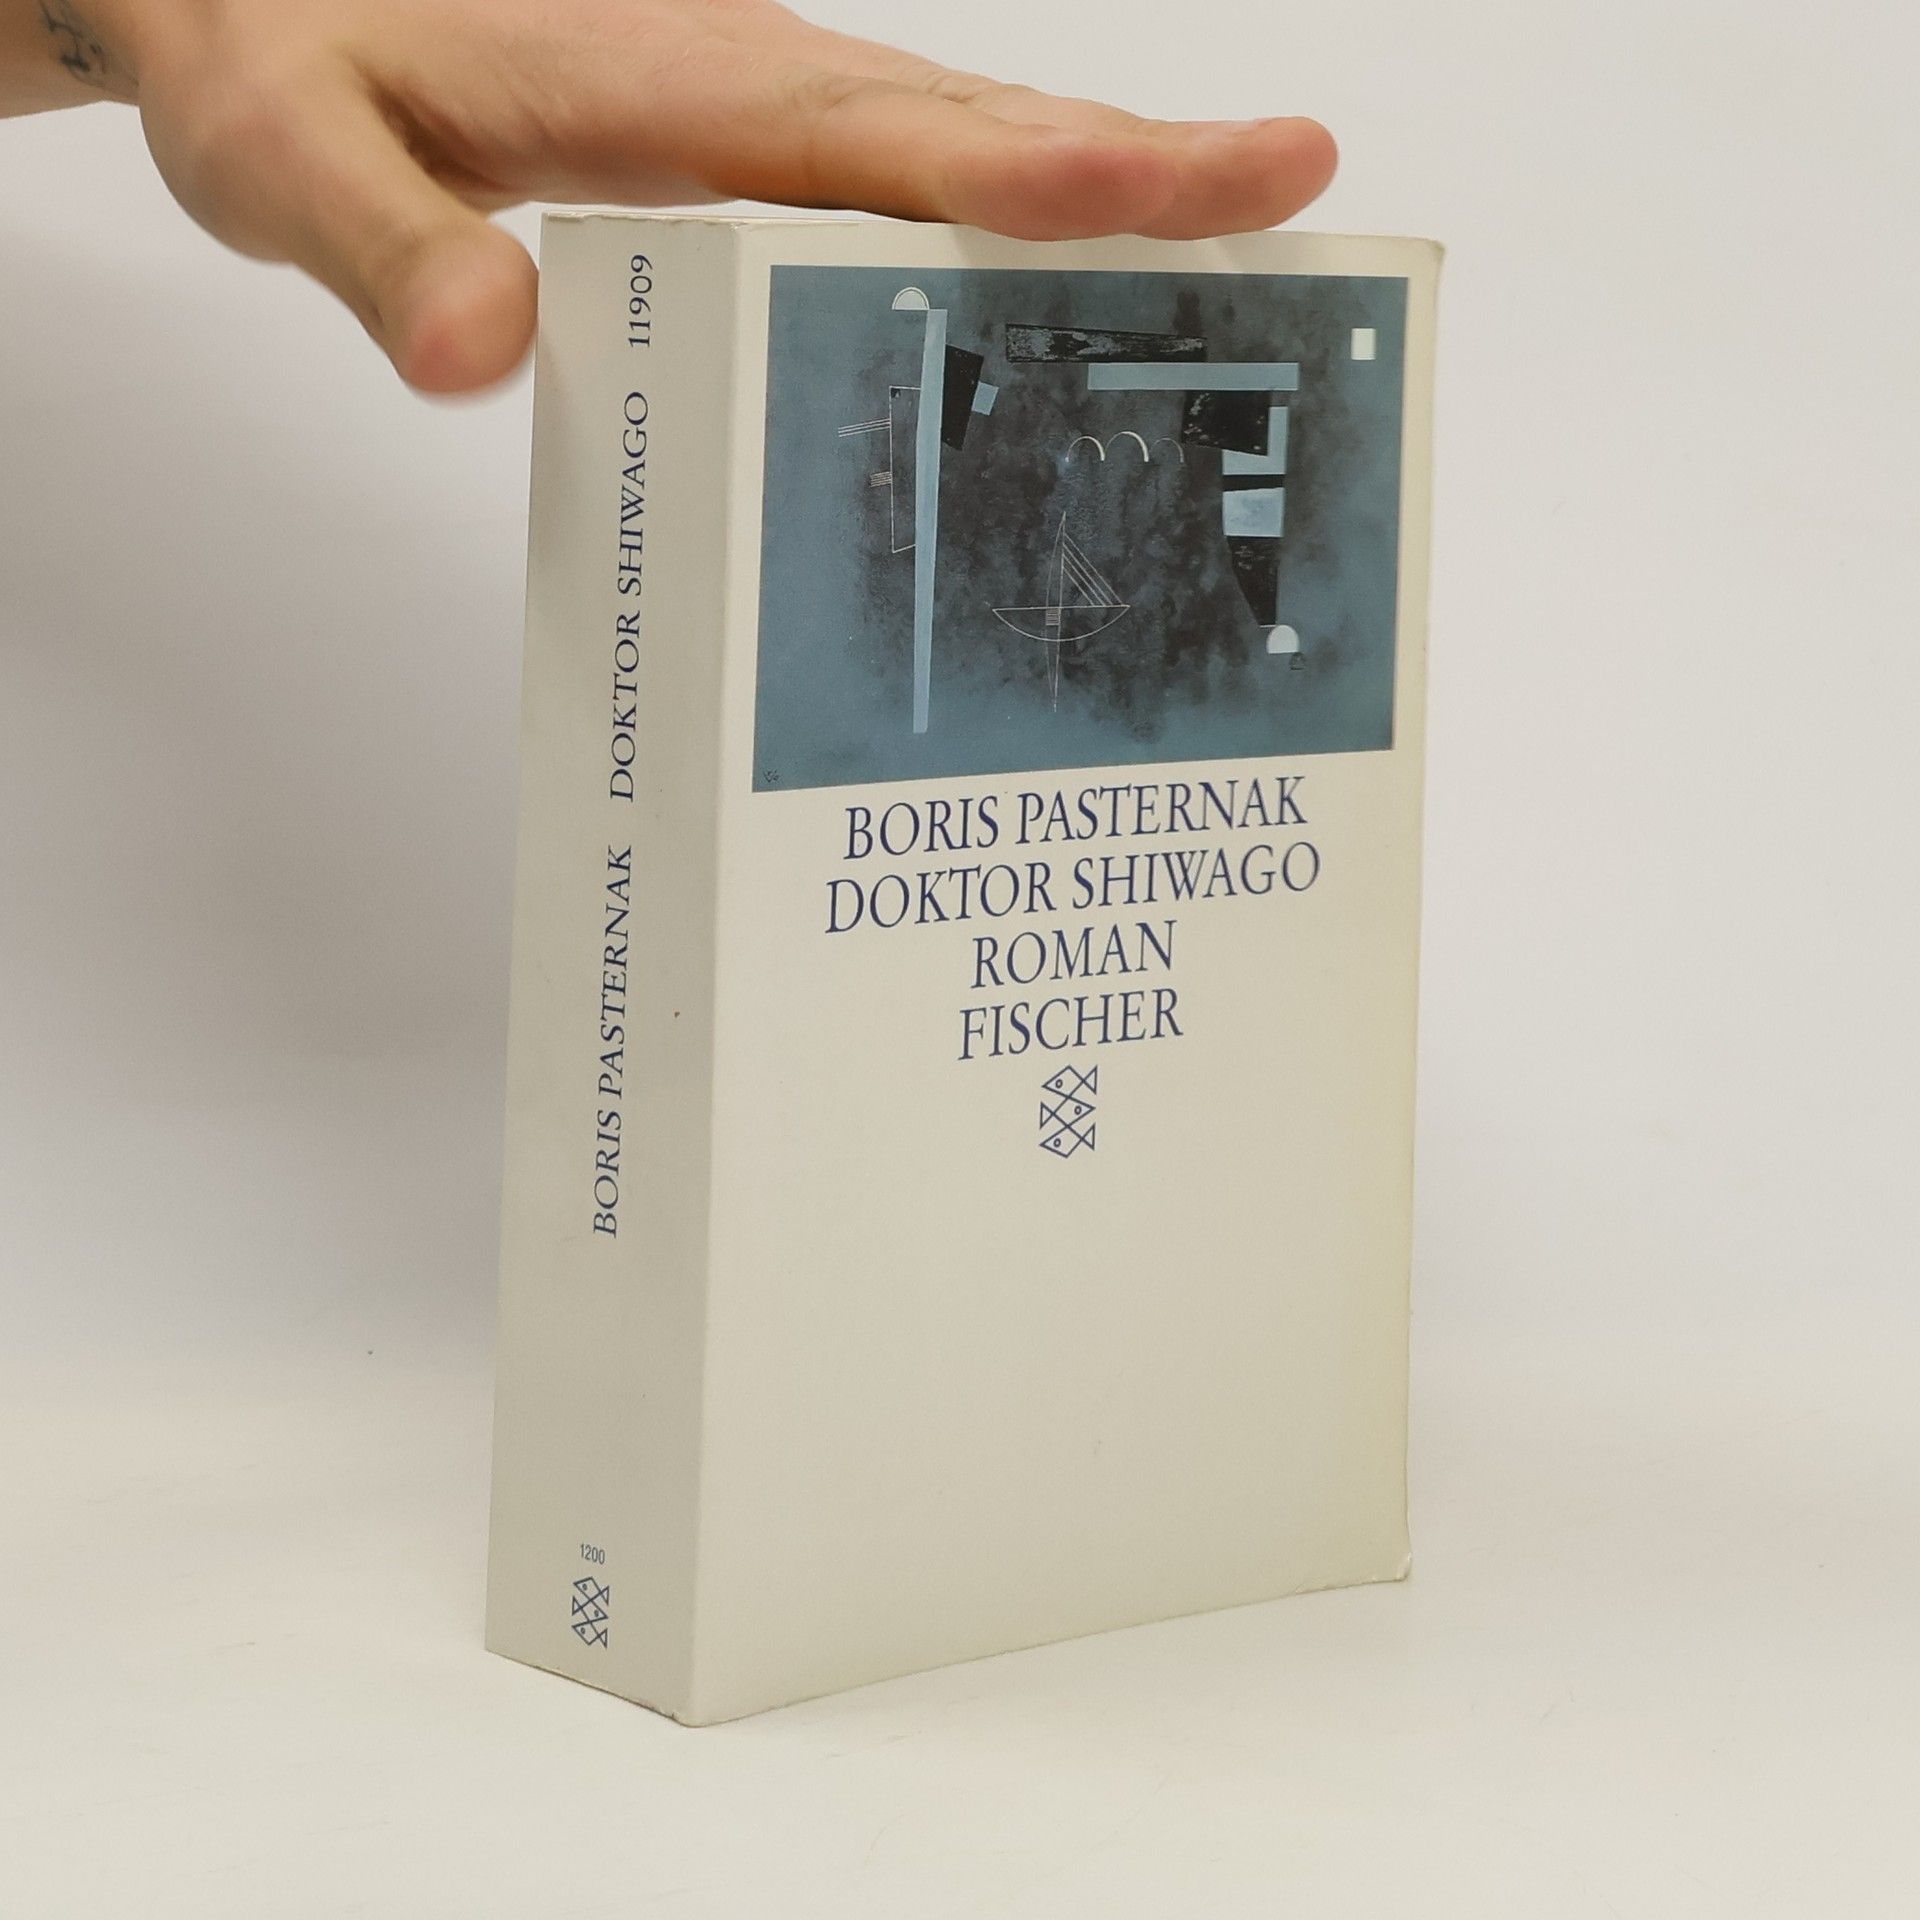 BORIS PASTERNAK DOKTOR SHIWAGO 11909
1200
BORIS PASTERNAK
DOKTOR SHIWAGO
ROMAN
FISCHER